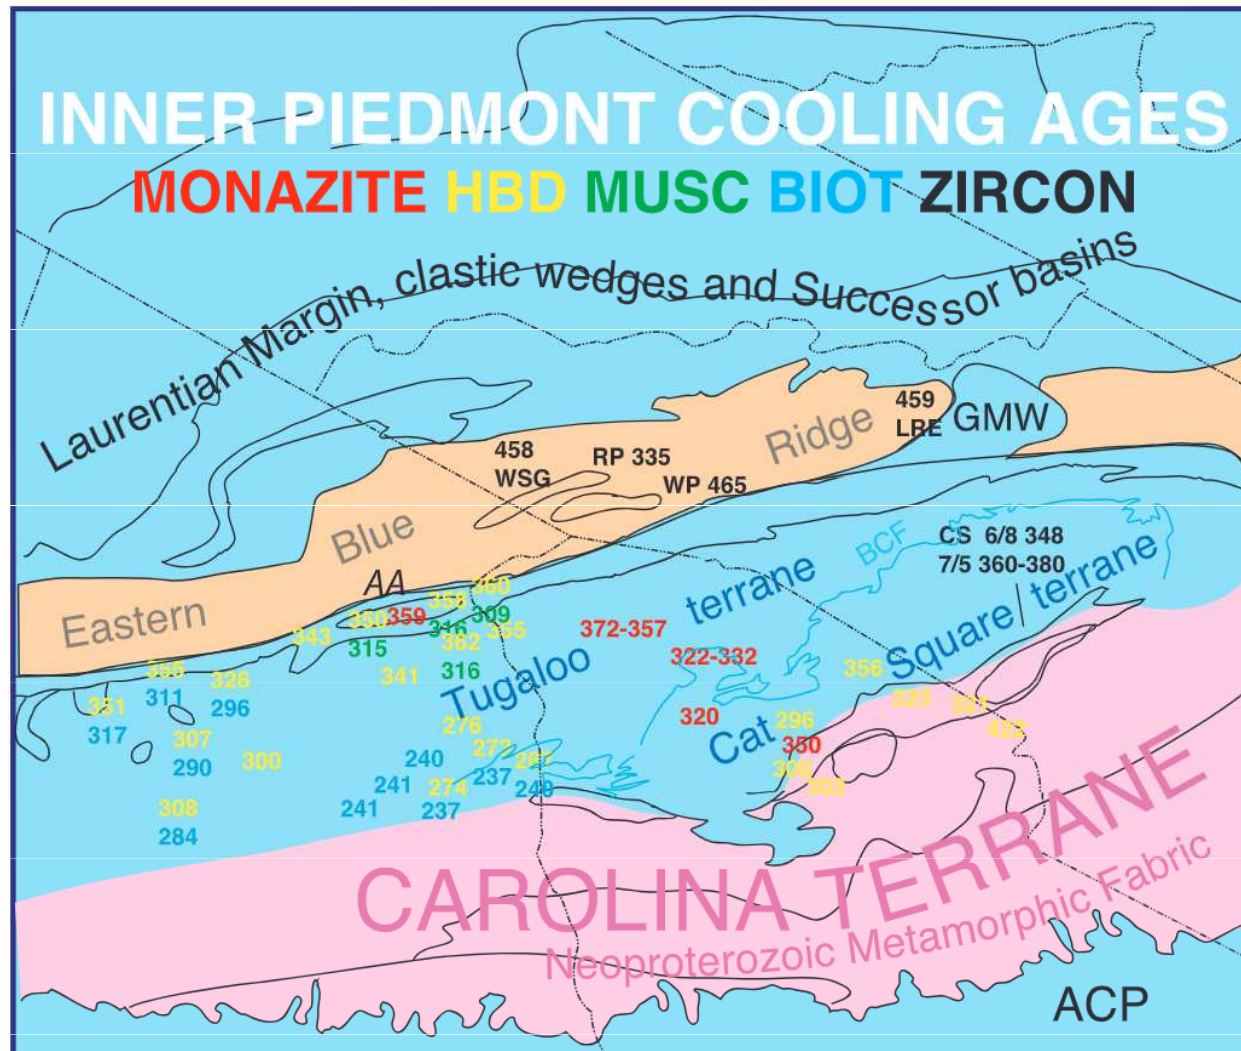 INNER PIEDMONT COOLING AGES
MONAZITE HBD MUSC BIOT ZIRCON
Laurentian Margin, clastic wedges and Successor basins
459
LRE
GMW
458
WSG
RP 335
WP 465
Blue
Ridge
Eastern
AA
BCF
CS 6/8 348
7/5 360-380
360
358
350
359
309
316
355
343
315
362
316
341
372-357
322-332
terrane
Tugaloo
Square
terrane
Cat
355
311
326
296
351
317
307
290
300
308
284
276
273
240
237
241
274
241
237
356
320
296
350
300
303
422
CAROLINA TERRANE
Neoproterozoic Metamorphic Fabric
ACP